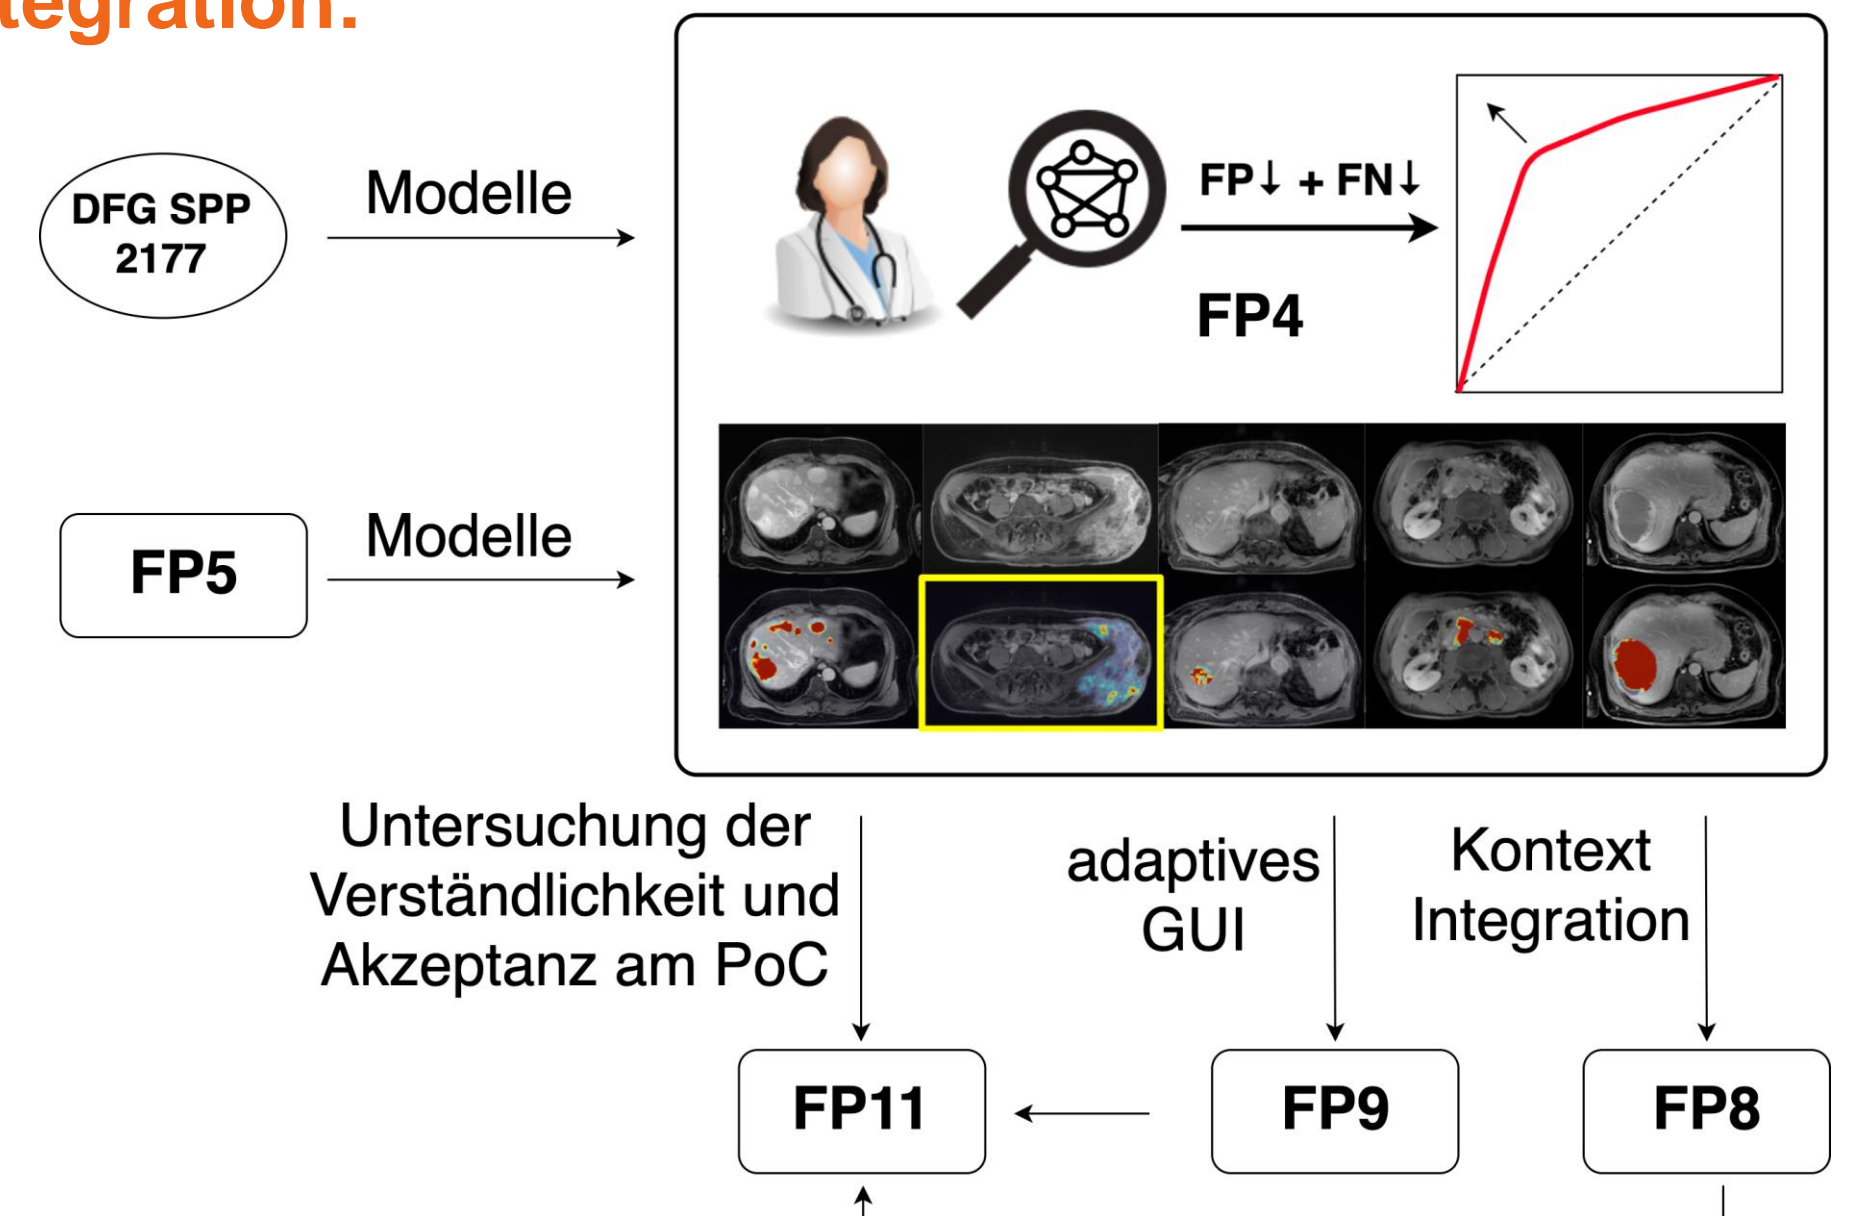 tegration:
DFG SPP
2177
Modelle
FP↓ + FN↓
FP4
FP5
Modelle
Untersuchung der
Verständlichkeit und
Akzeptanz am PoC
adaptives
GUI
Kontext
Integration
FP11
FP9
FP8